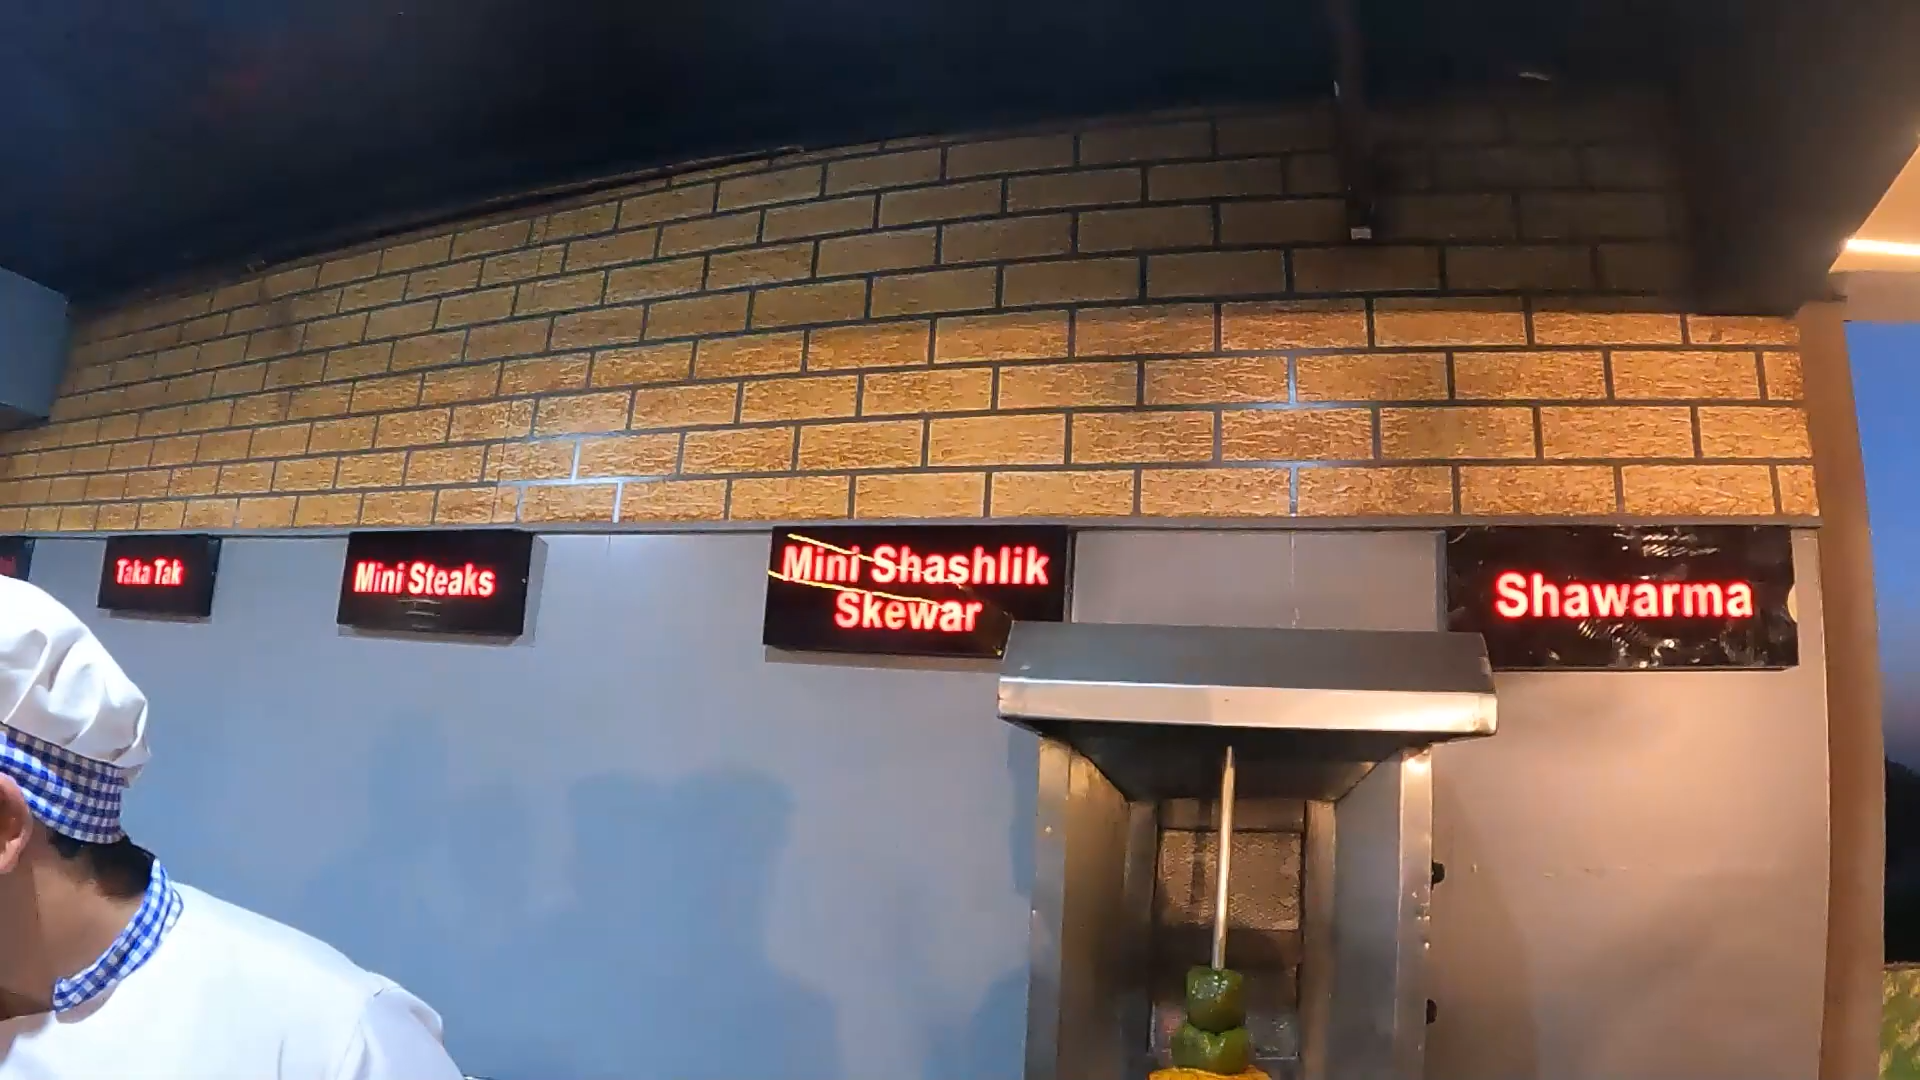 Taka Tak
Mini Steaks
Mini Shashlik
Skewar
Shawarma